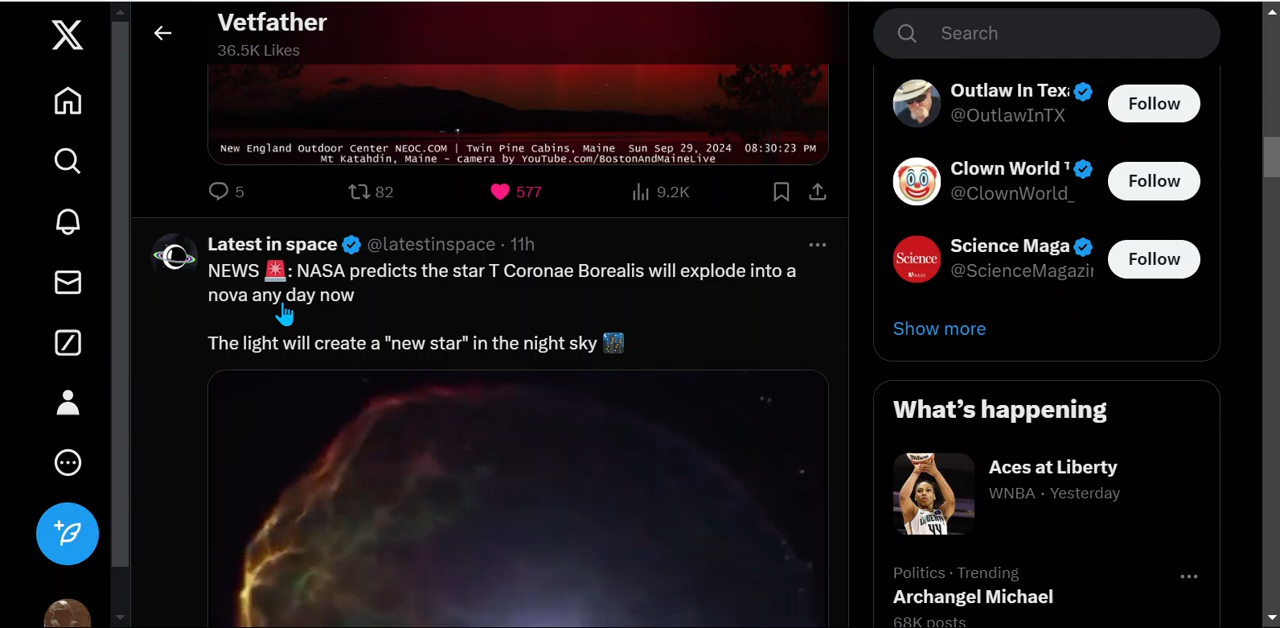 Vetfather
36.5K Likes
New England Outdoor Center NEOC.COM | Twin Pine Cabins, Maine Sun Sep 29, 2024 08:30:23 PM
Mt Katahdin, Maine - camera by YouTube.com/BostonAndMaineLive
5 82 577 9.2K
Latest in space @latestinspace · 11h
NEWS 🚨: NASA predicts the star T Coronae Borealis will explode into a
nova any day now
The light will create a "new star" in the night sky 🌃
Search
Outlaw In Texa
@OutlawInTX
Follow
Clown World
@ClownWorld_
Follow
Science
Science Maga
@ScienceMagazin
Follow
Show more
What's happening
Aces at Liberty
WNBA · Yesterday
Politics · Trending
Archangel Michael
68K posts